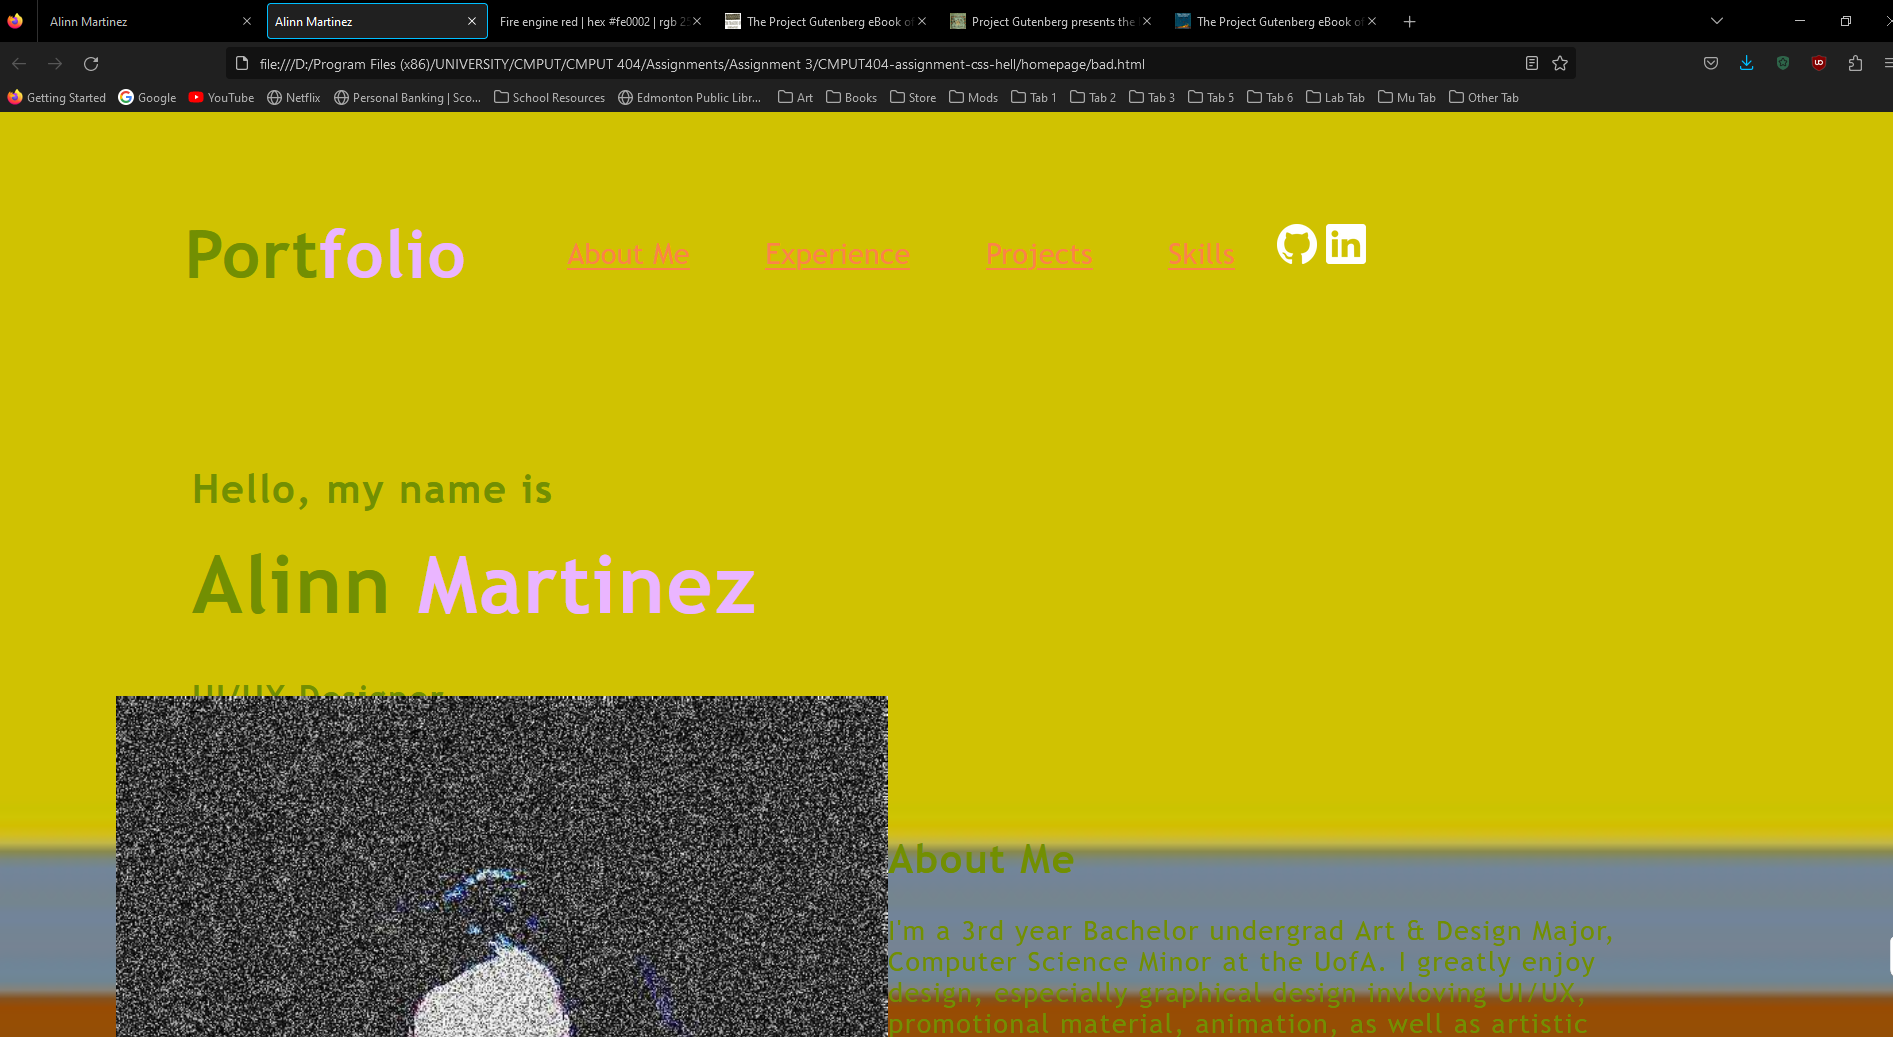 Alinn Martinez
Alinn Martinez
Fire engine red | hex #fe0002 | rgb 25
The Project Gutenberg eBook of
Project Gutenberg presents the
The Project Gutenberg eBook of
file:///D:/Program Files (x86)/UNIVERSITY/CMPUT/CMPUT 404/Assignments/Assignment 3/CMPUT404-assignment-css-hell/homepage/bad.html
Getting Started
Google
YouTube
Netflix
Personal Banking | Sco...
School Resources
Edmonton Public Libr...
Art
Books
Store
Mods
Tab 1
Tab 2
Tab 3
Tab 5
Tab 6
Lab Tab
Mu Tab
Other Tab
Portfolio
About Me
Experience
Projects
Skills
in
Hello, my name is
Alinn Martinez
UI/UX Designer
About Me
I'm a 3rd year Bachelor undergrad Art & Design Major,
Computer Science Minor at the UofA. I greatly enjoy
design, especially graphical design invloving UI/UX,
promotional material, animation, as well as artistic